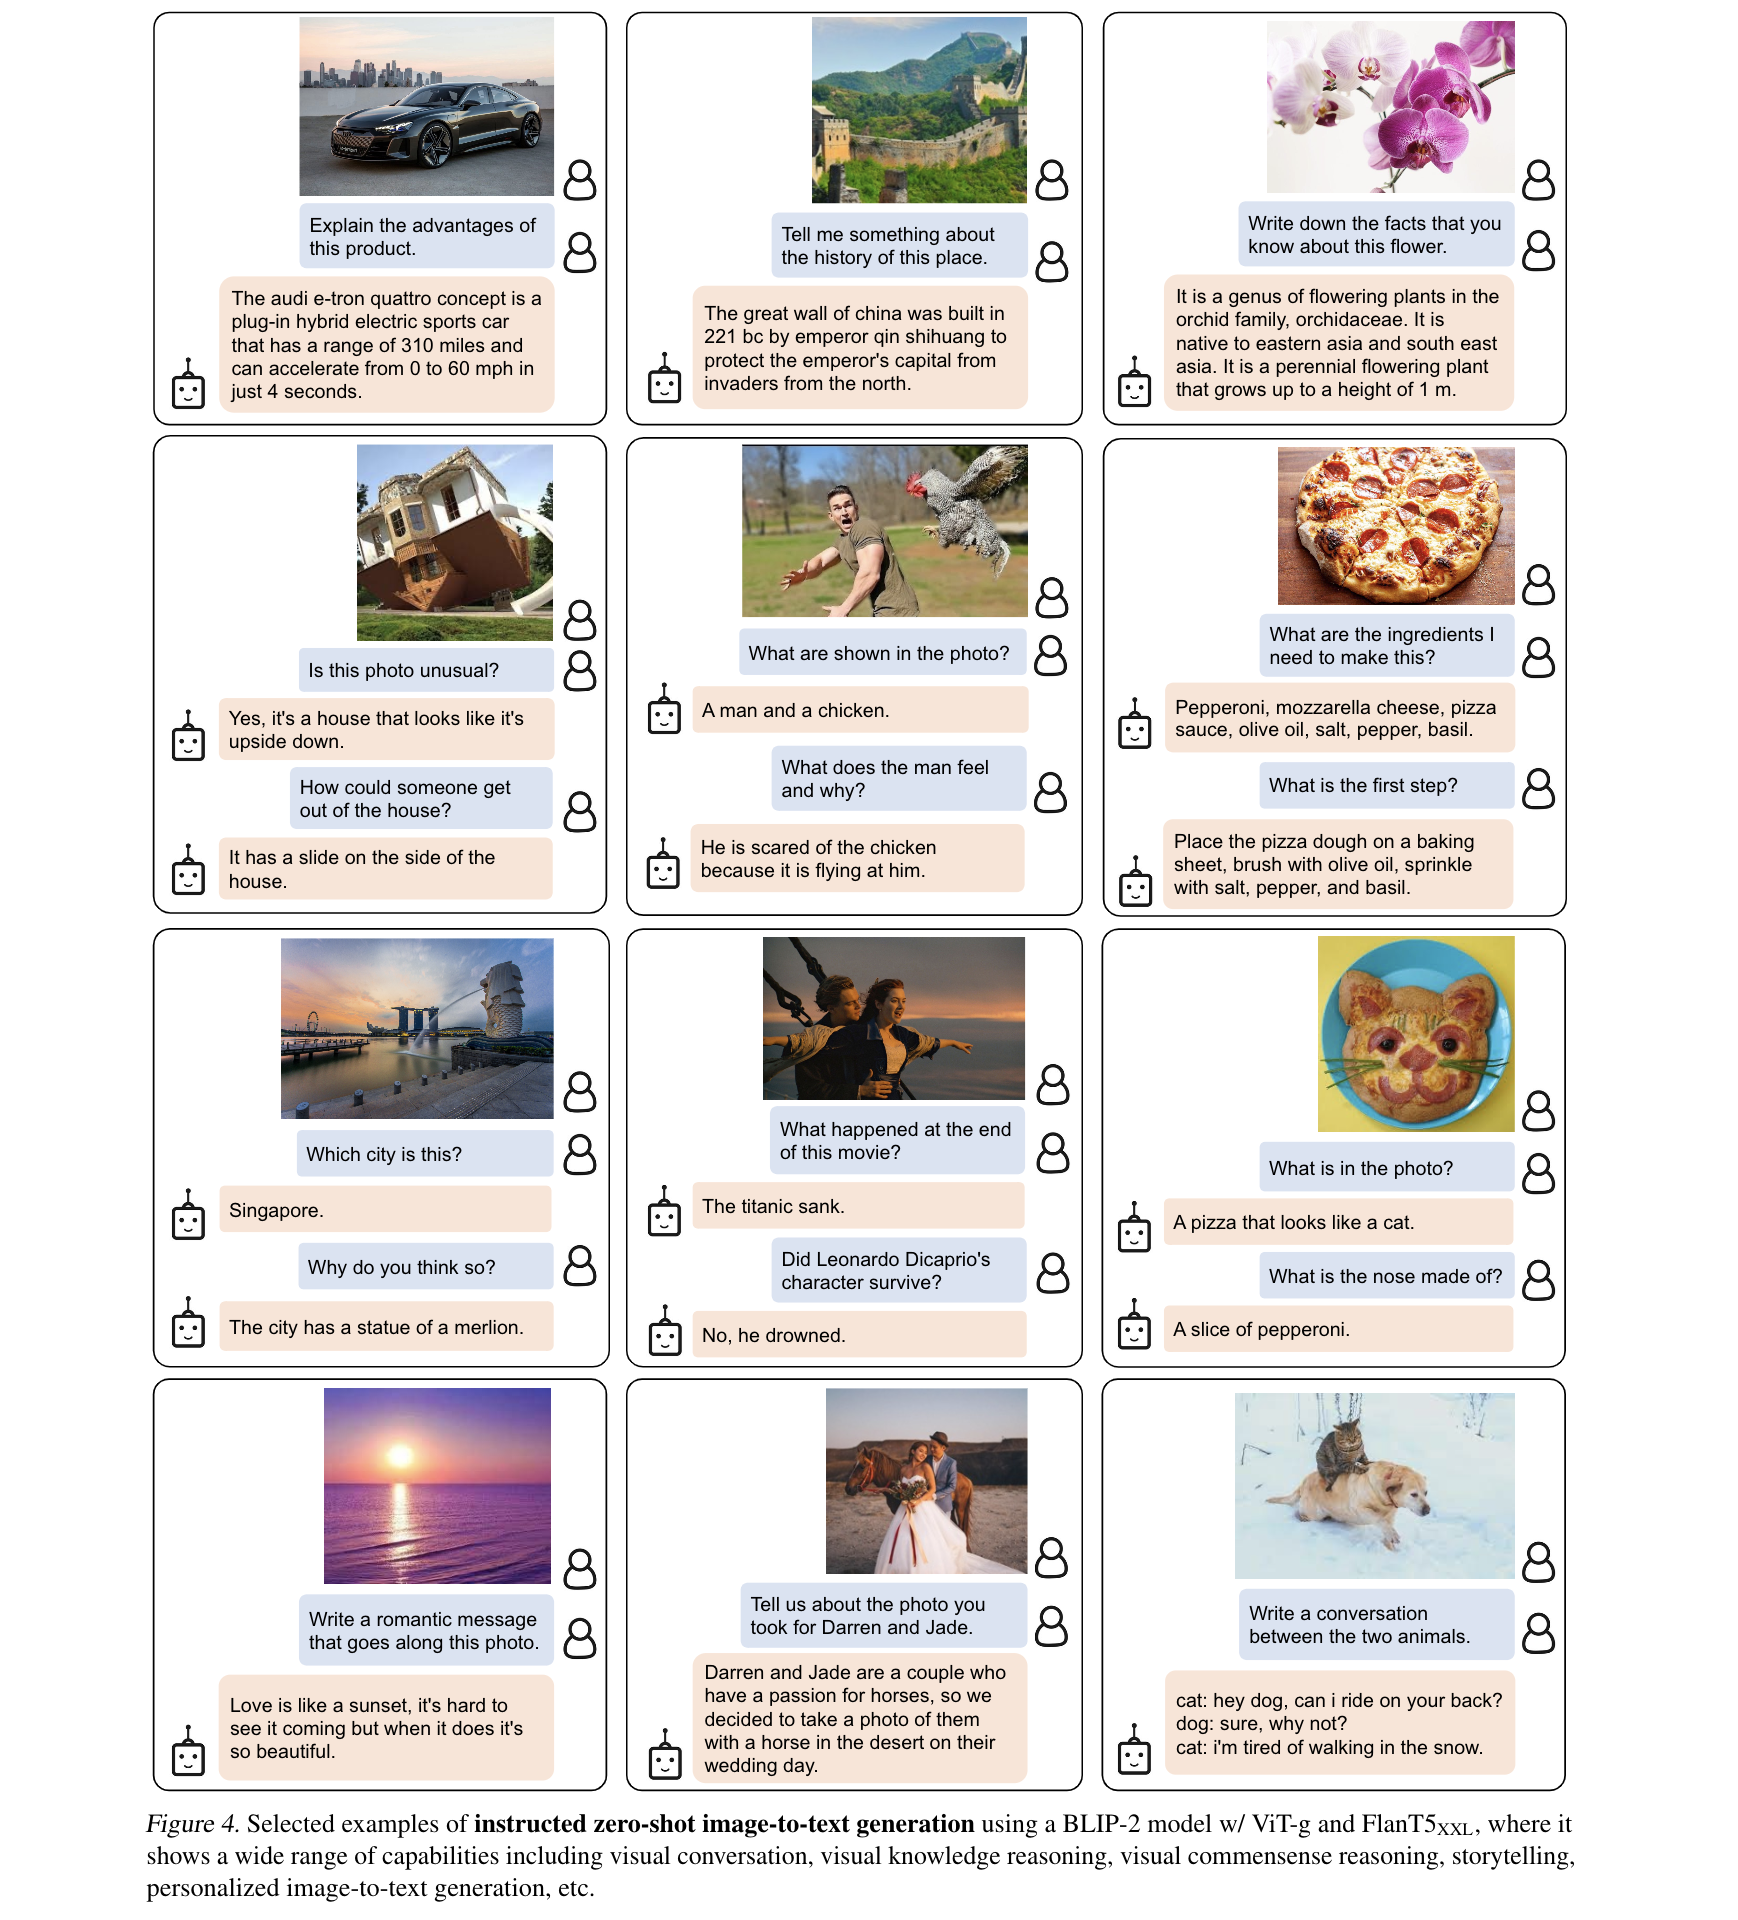 Explain the advantages of
this product.
The audi e-tron quattro concept is a
plug-in hybrid electric sports car
that has a range of 310 miles and
can accelerate from 0 to 60 mph in
just 4 seconds.
Tell me something about
the history of this place.
The great wall of china was built in
221 bc by emperor qin shihuang to
protect the emperor's capital from
invaders from the north.
Write down the facts that you
know about this flower.
It is a genus of flowering plants in the
orchid family, orchidaceae. It is
native to eastern asia and south east
asia. It is a perennial flowering plant
that grows up to a height of 1 m.
Is this photo unusual?
Yes, it's a house that looks like it's
upside down.
How could someone get
out of the house?
It has a slide on the side of the
house.
What are shown in the photo?
A man and a chicken.
What does the man feel
and why?
He is scared of the chicken
because it is flying at him.
What are the ingredients I
need to make this?
Pepperoni, mozzarella cheese, pizza
sauce, olive oil, salt, pepper, basil.
What is the first step?
Place the pizza dough on a baking
sheet, brush with olive oil, sprinkle
with salt, pepper, and basil.
Which city is this?
Singapore.
Why do you think so?
The city has a statue of a merlion.
What happened at the end
of this movie?
The titanic sank.
Did Leonardo Dicaprio's
character survive?
No, he drowned.
What is in the photo?
A pizza that looks like a cat.
What is the nose made of?
A slice of pepperoni.
Write a romantic message
that goes along this photo.
Love is like a sunset, it's hard to
see it coming but when it does it's
so beautiful.
Tell us about the photo you
took for Darren and Jade.
Darren and Jade are a couple who
have a passion for horses, so we
decided to take a photo of them
with a horse in the desert on their
wedding day.
Write a conversation
between the two animals.
cat: hey dog, can i ride on your back?
dog: sure, why not?
cat: i'm tired of walking in the snow.
Figure 4. Selected examples of instructed zero-shot image-to-text generation using a BLIP-2 model w/ ViT-g and FlanT5XXL, where it
shows a wide range of capabilities including visual conversation, visual knowledge reasoning, visual commensense reasoning, storytelling,
personalized image-to-text generation, etc.